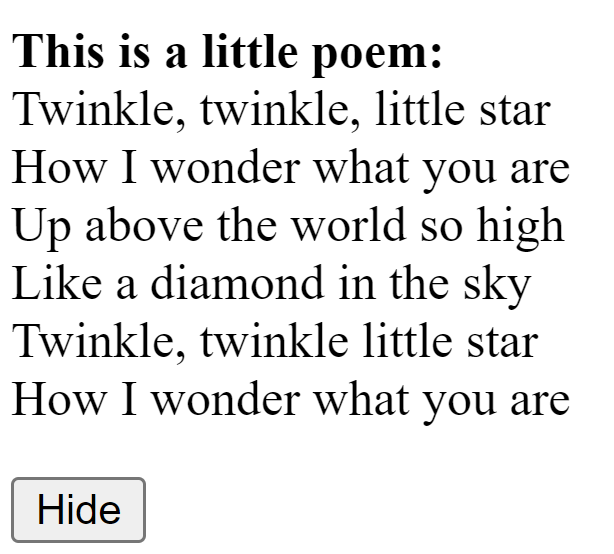 This is a little poem:
Twinkle, twinkle, little star
How I wonder what you are
Up above the world so high
Like a diamond in the sky
Twinkle, twinkle little star
How I wonder what you are
Hide